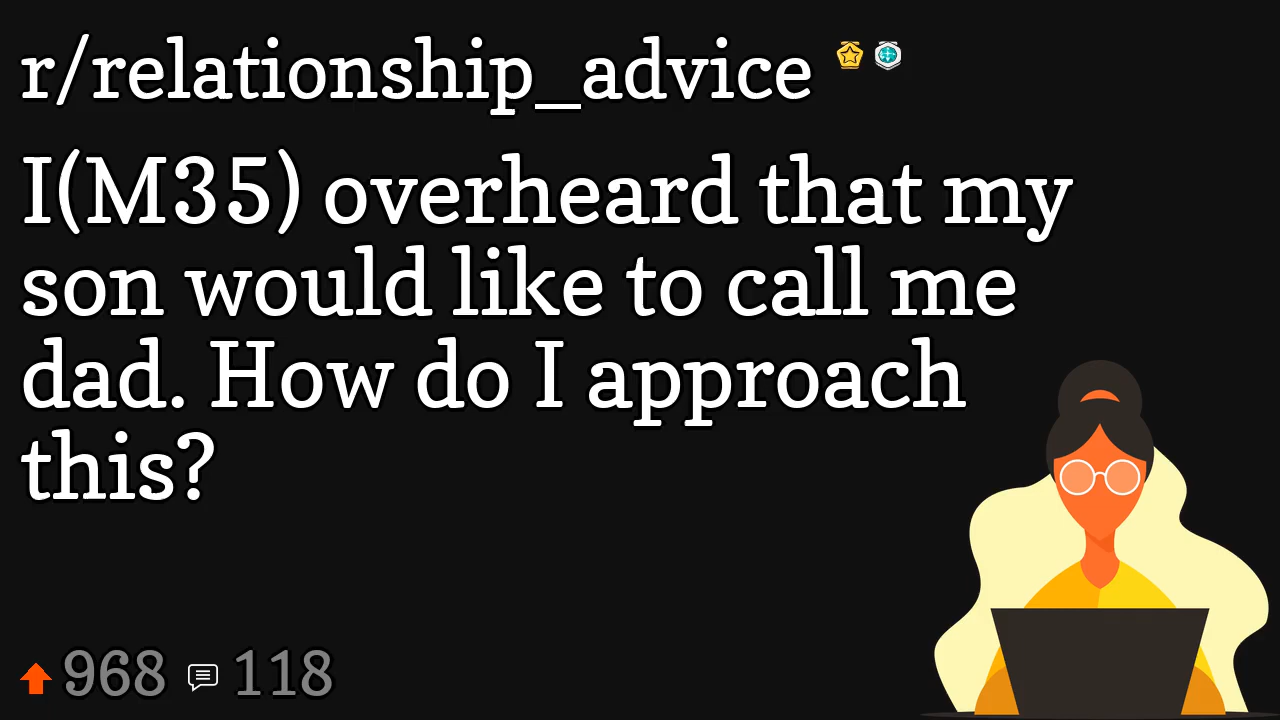 r/relationship_advice
I(M35) overheard that my
son would like to call me
dad. How do I approach
this?
968 118